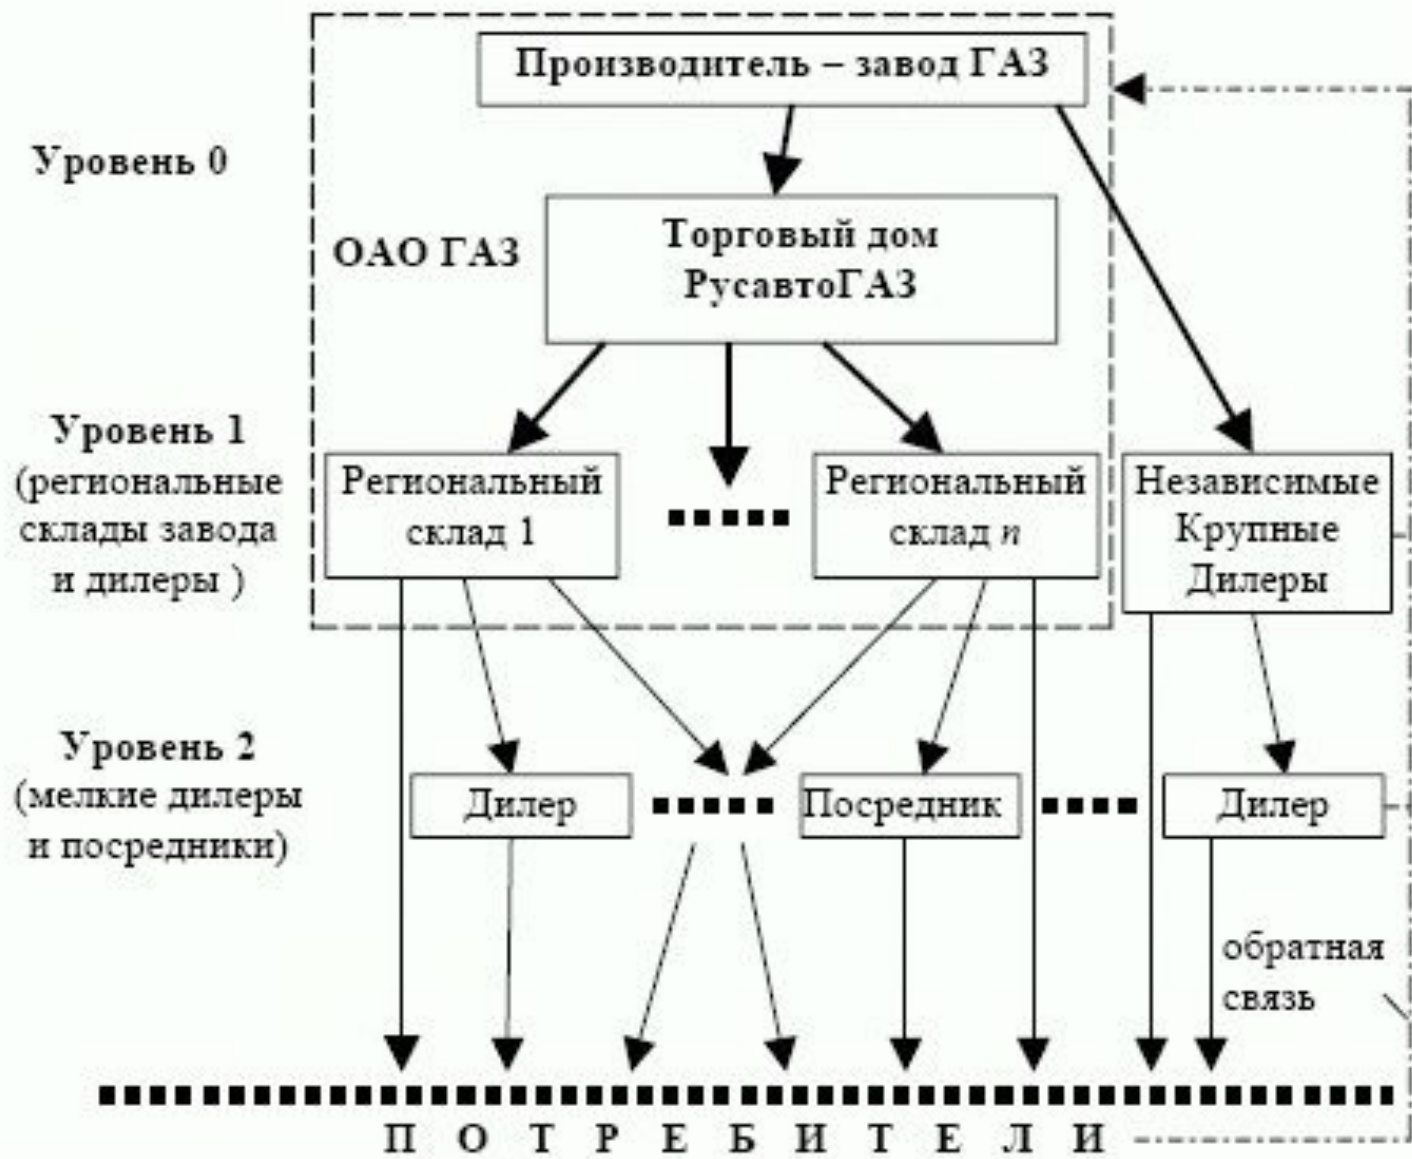 Производитель – завод ГАЗ
Уровень 0
ОАО ГАЗ
Торговый дом
РусавтоГАЗ
Уровень 1
(региональные
склады завода
и дилеры )
Региональный
склад 1
Региональный
склад n
Независимые
Крупные
Дилеры
Уровень 2
(мелкие дилеры
и посредники)
Дилер
Посредник
Дилер
обратная
связь
П О Т Р Е Б И Т Е Л И